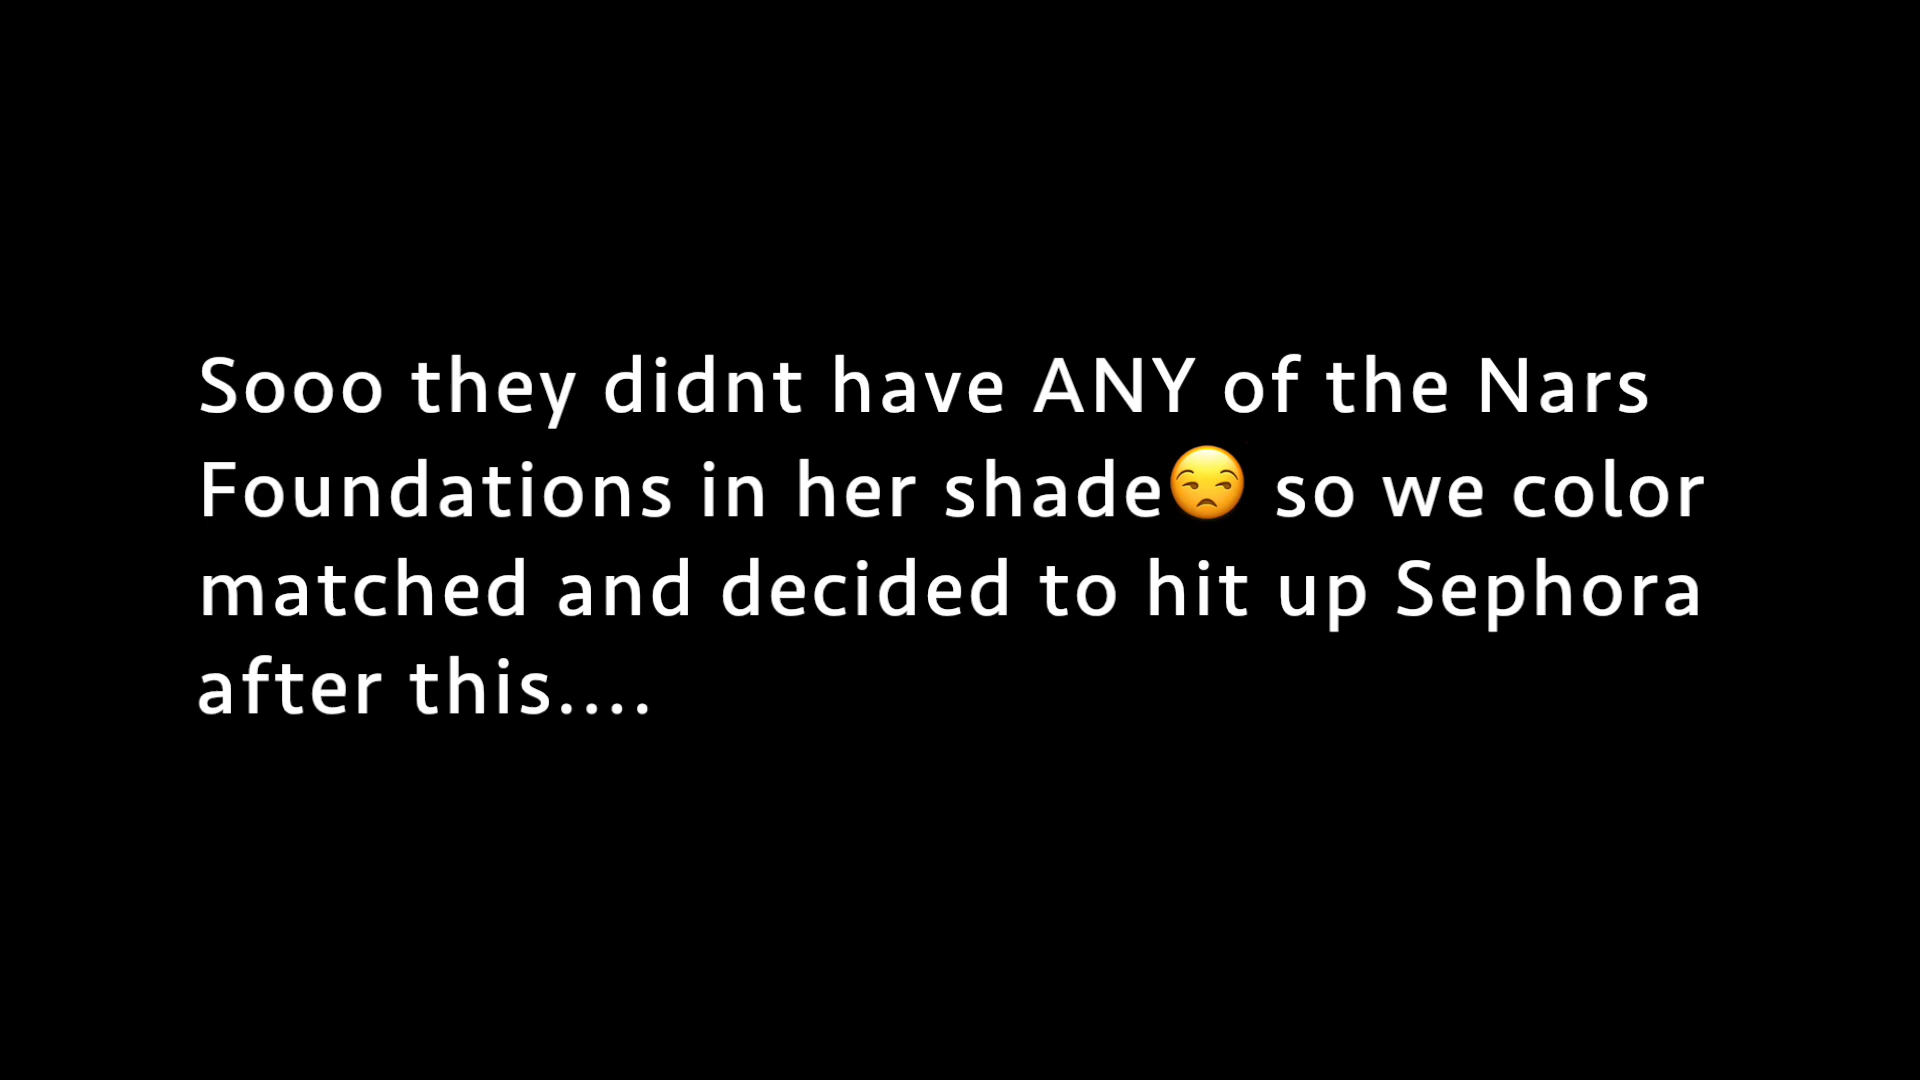 Sooo they didnt have ANY of the Nars
Foundations in her shade😒 so we color
matched and decided to hit up Sephora
after this....